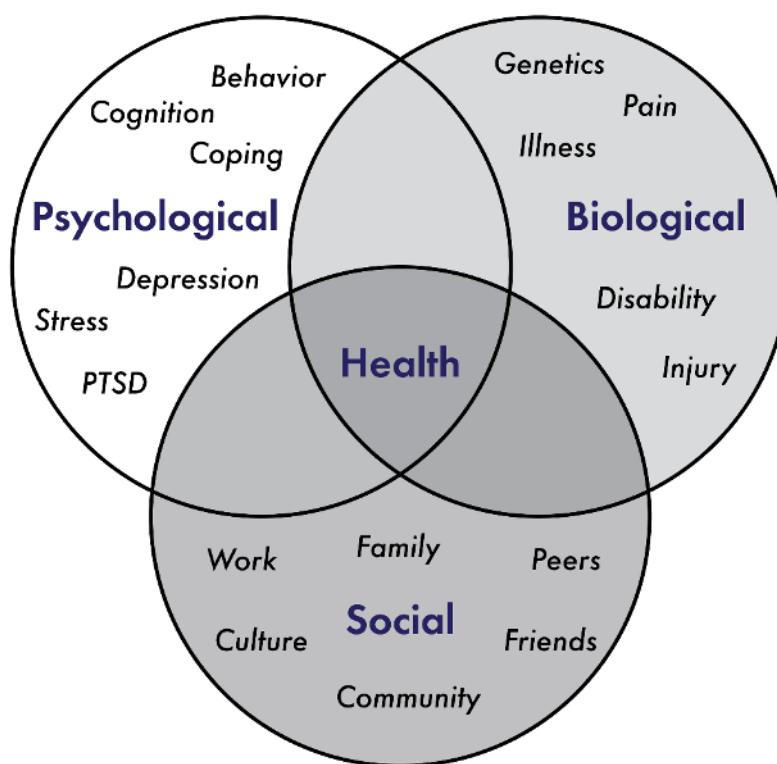 Behavior
Cognition
Coping
Psychological
Depression
Stress
PTSD
Genetics
Pain
Illness
Biological
Disability
Injury
Health
Work
Family
Peers
Social
Culture
Friends
Community